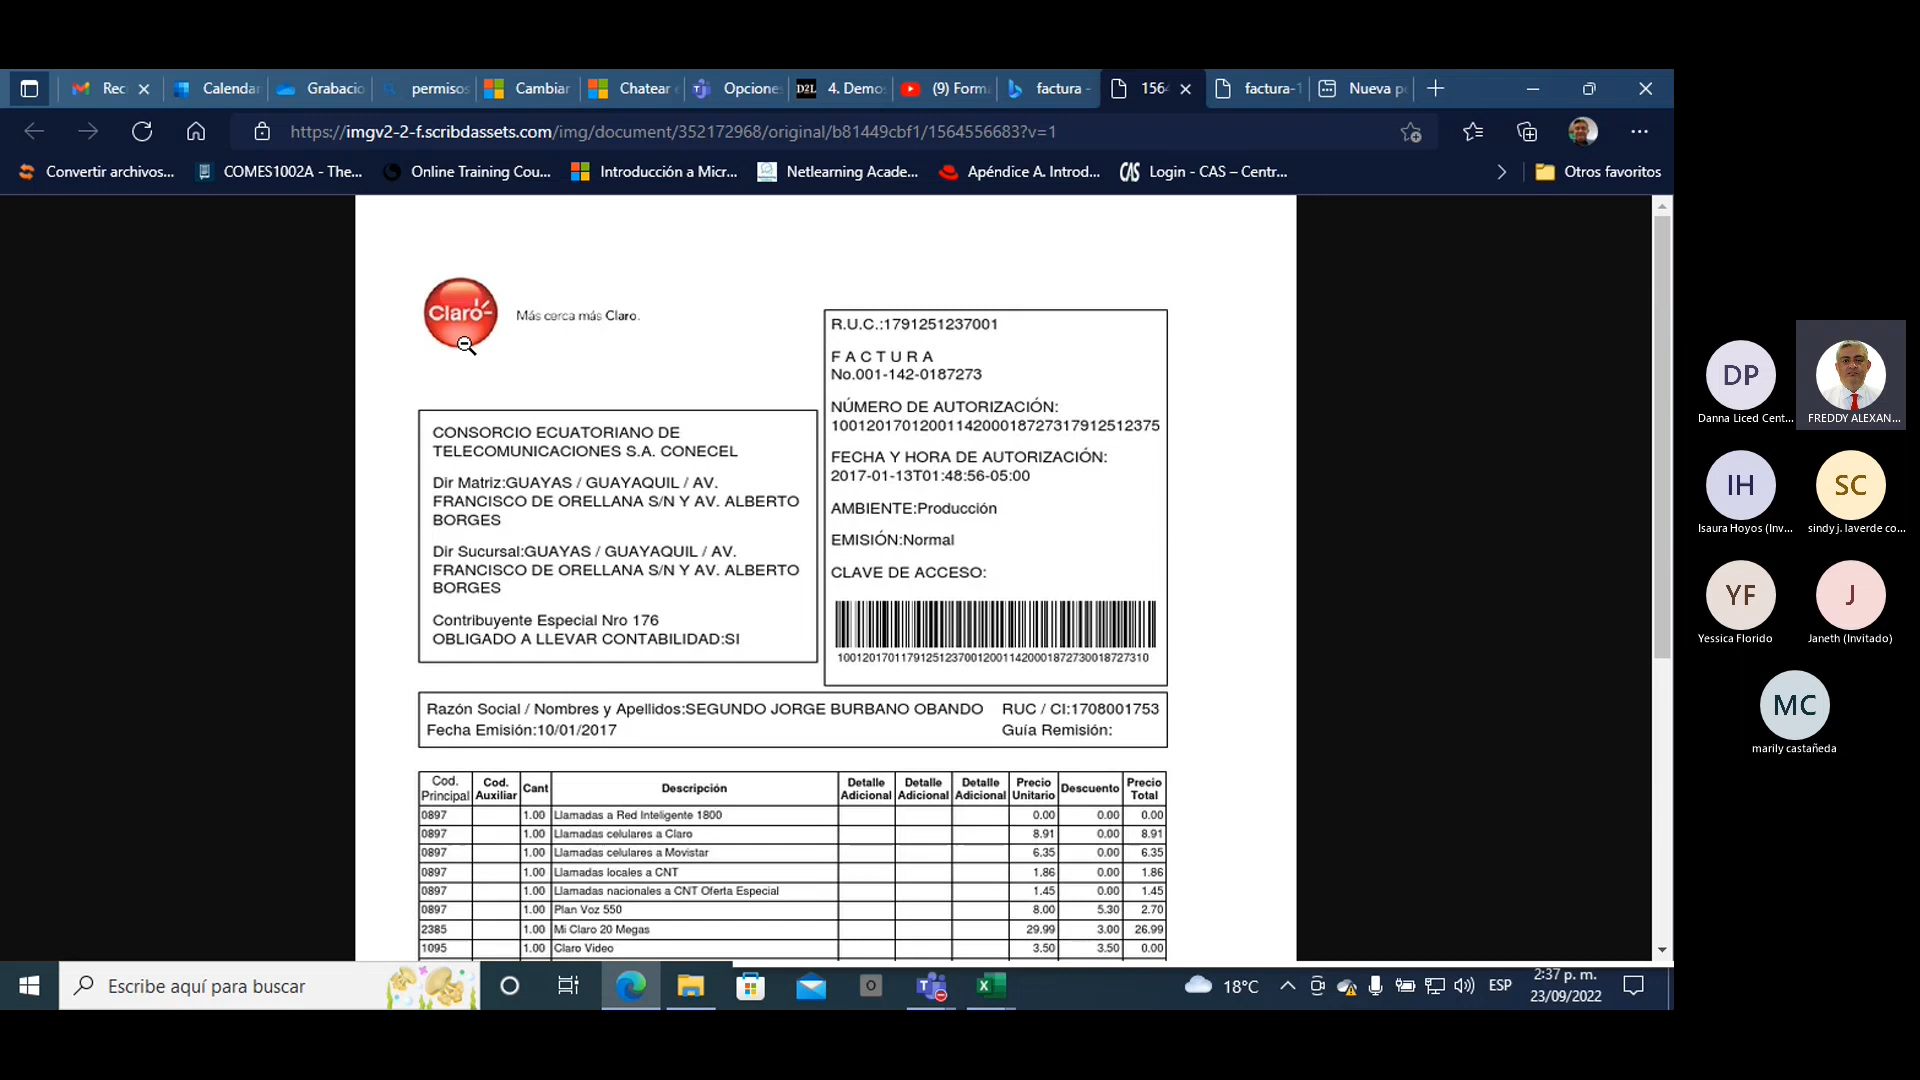 Rec
Calendar
Grabacio
permisos
Cambiar
Chatear e
Opcione
D2L 4. Demo
(9) Form
factura -
156
factura-1
Nueva p
https://imgv2-2-f.scribdassets.com/img/document/352172968/original/b81449cbf1/1564556683?v=1
Convertir archivos...
COMES1002A - The...
Online Training Cou...
Introducción a Micr...
Netlearning Acade...
Apéndice A. Introd...
CAS Login - CAS – Centr...
Otros favoritos
Claro
Más cerca más Claro.
R.U.C.:1791251237001
F A C T U R A
No.001-142-0187273
NÚMERO DE AUTORIZACIÓN:
1001201701200114200018727317912512375
FECHA Y HORA DE AUTORIZACIÓN:
2017-01-13T01:48:56-05:00
AMBIENTE:Producción
EMISIÓN:Normal
CLAVE DE ACCESO:
1001201701179125123700120011420001872730018727310
CONSORCIO ECUATORIANO DE
TELECOMUNICACIONES S.A. CONECEL
Dir Matriz:GUAYAS / GUAYAQUIL / AV.
FRANCISCO DE ORELLANA S/N Y AV. ALBERTO
BORGES
Dir Sucursal:GUAYAS / GUAYAQUIL / AV.
FRANCISCO DE ORELLANA S/N Y AV. ALBERTO
BORGES
Contribuyente Especial Nro 176
OBLIGADO A LLEVAR CONTABILIDAD:SI
Razón Social / Nombres y Apellidos:SEGUNDO JORGE BURBANO OBANDO RUC / CI:1708001753
Fecha Emisión:10/01/2017 Guía Remisión:
Cod. Principal Cod. Auxiliar Cant Descripción Detalle Adicional Detalle Adicional Detalle Adicional Precio Unitario Descuento Precio Total
0897 1.00 Llamadas a Red Inteligente 1800 0.00 0.00 0.00
0897 1.00 Llamadas celulares a Claro 8.91 0.00 8.91
0897 1.00 Llamadas celulares a Movistar 6.35 0.00 6.35
0897 1.00 Llamadas locales a CNT 1.86 0.00 1.86
0897 1.00 Llamadas nacionales a CNT Oferta Especial 1.45 0.00 1.45
0897 1.00 Plan Voz 550 8.00 5.30 2.70
2385 1.00 Mi Claro 20 Megas 29.99 3.00 26.99
1095 1.00 Claro Video 3.50 3.50 0.00
Escribe aquí para buscar
18°C
ESP
2:37 p. m.
23/09/2022
DP
Danna Liced Cent...
FREDDY ALEXAN...
IH
Isaura Hoyos (Inv...
SC
sindy j. laverde co...
YF
Yessica Florido
J
Janeth (Invitado)
MC
marily castañeda